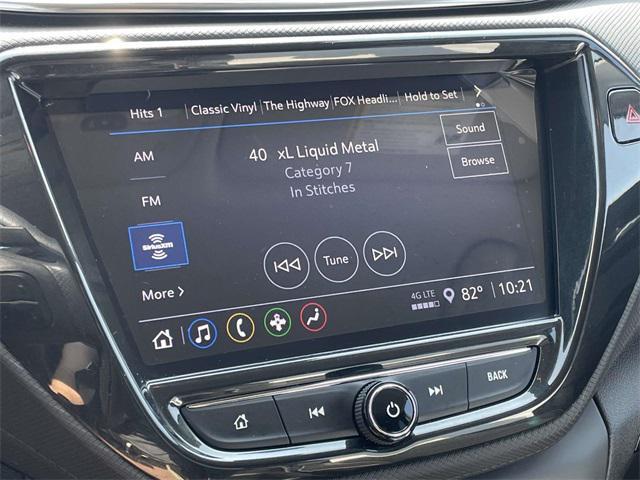 Hits 1 Classic Vinyl The Highway FOX Headli... Hold to Set
AM
40 xL Liquid Metal
Sound
Category 7
Browse
In Stitches
FM
SiriusXM
Tune
More
4G LTE 82° 10:21
BACK